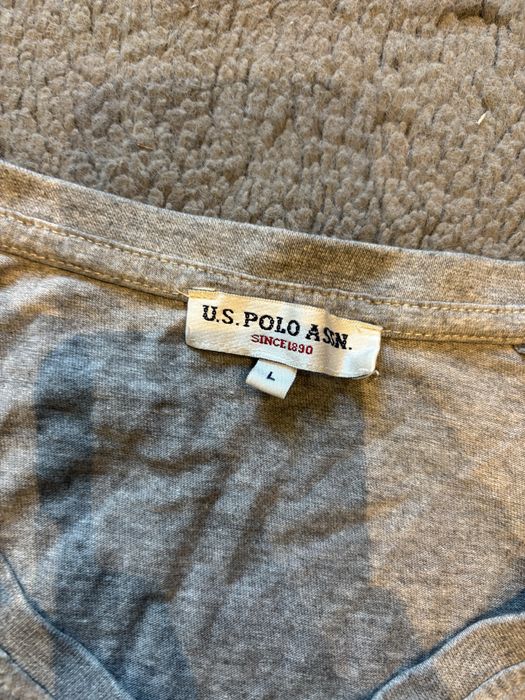 U.S. POLO ASSN.
SINCE 1890
L